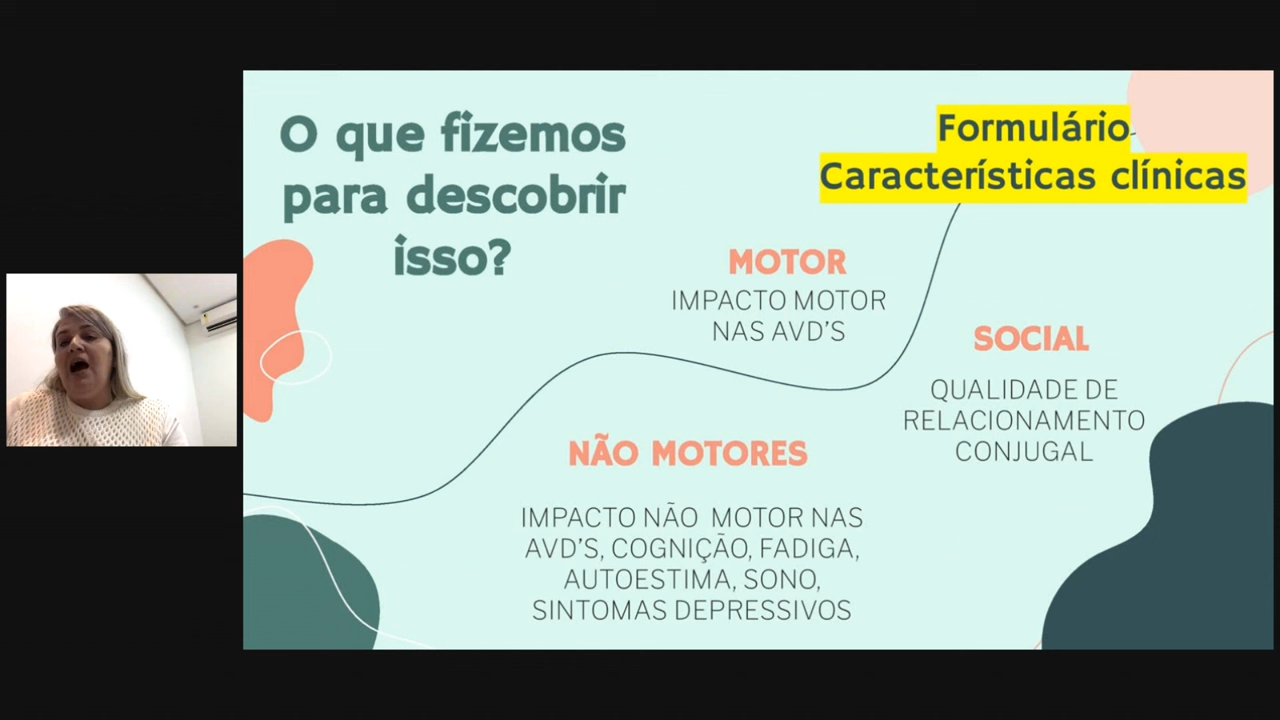 O que fizemos
para descobrir
isso?
Formulário
Características clínicas
MOTOR
IMPACTO MOTOR
NAS AVD'S
SOCIAL
QUALIDADE DE
RELACIONAMENTO
CONJUGAL
NÃO MOTORES
IMPACTO NÃO MOTOR NAS
AVD'S, COGNIÇÃO, FADIGA,
AUTOESTIMA, SONO,
SINTOMAS DEPRESSIVOS